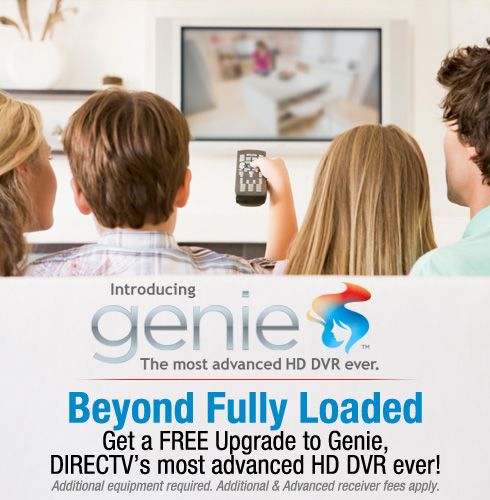 Introducing
genie
TM
The most advanced HD DVR ever.
Beyond Fully Loaded
Get a FREE Upgrade to Genie,
DIRECTV's most advanced HD DVR ever!
Additional equipment required. Additional & Advanced receiver fees apply.